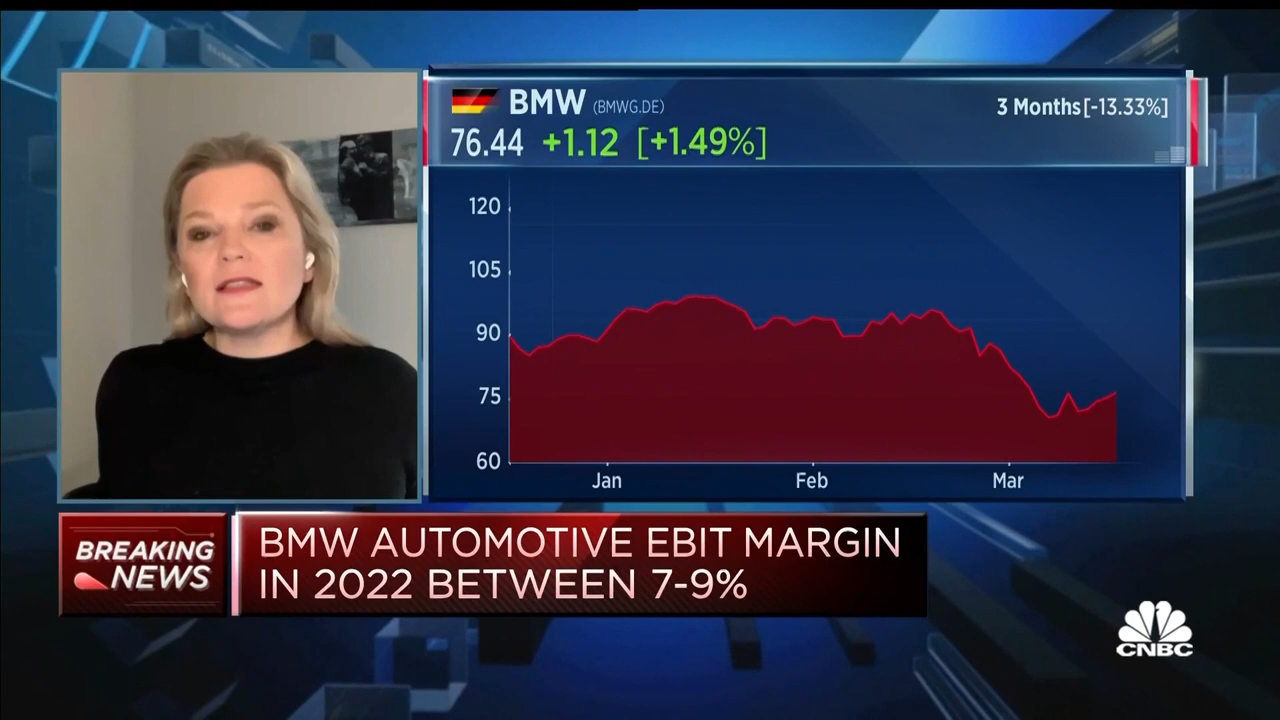 BMW (BMWG.DE)
3 Months [-13.33%]
76.44 +1.12 [+1.49%]
120
105
90
75
60
Jan Feb Mar
BREAKING
NEWS
BMW AUTOMOTIVE EBIT MARGIN
IN 2022 BETWEEN 7-9%
CNBC